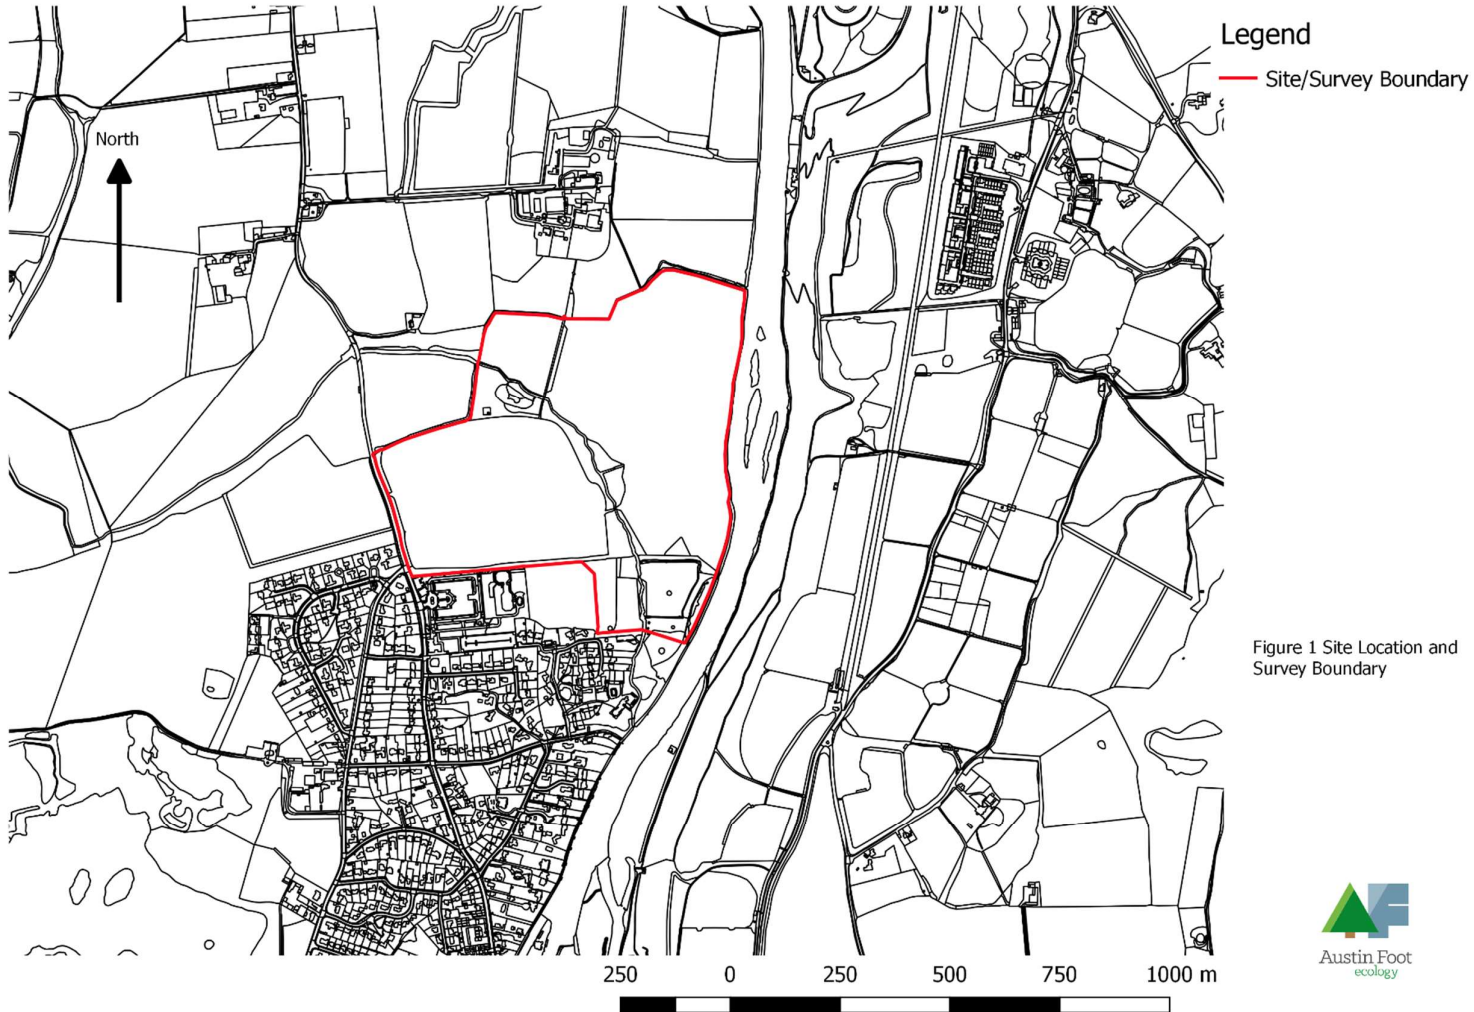 Legend
Site/Survey Boundary
North
Figure 1 Site Location and
Survey Boundary
Austin Foot
ecology
250 0 250 500 750 1000 m